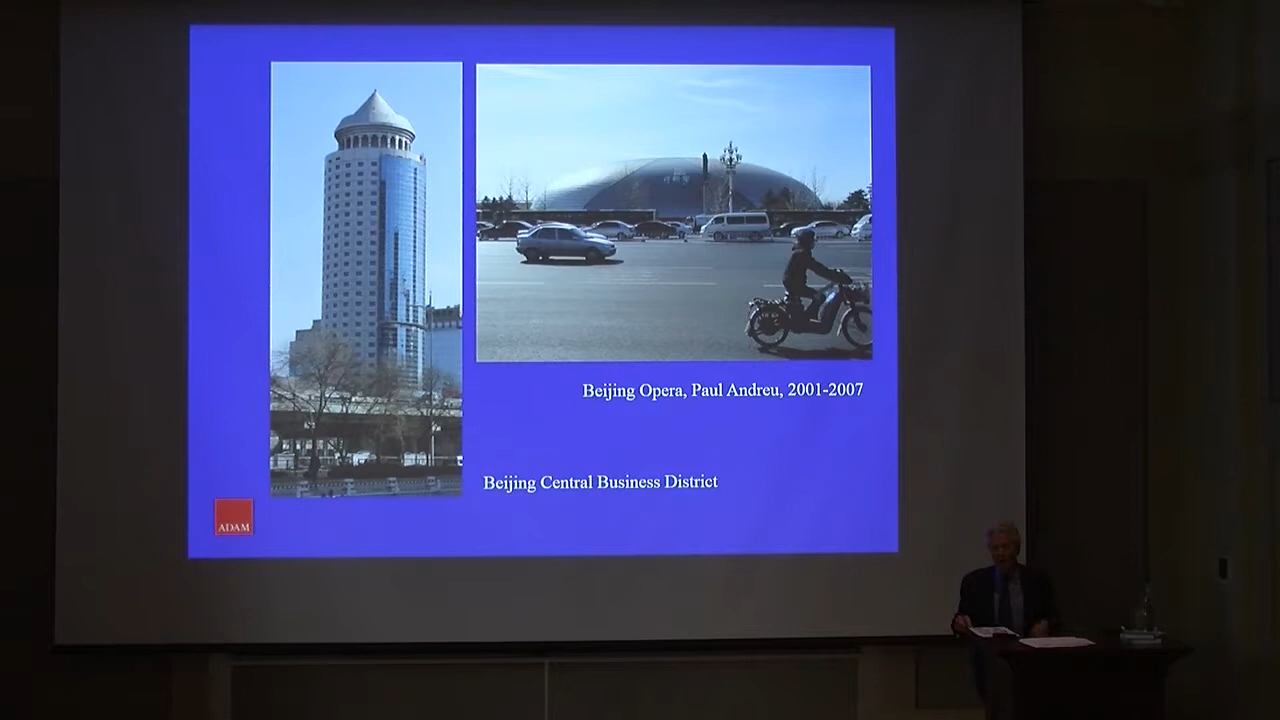 Beijing Opera, Paul Andreu, 2001-2007
Beijing Central Business District
ADAM